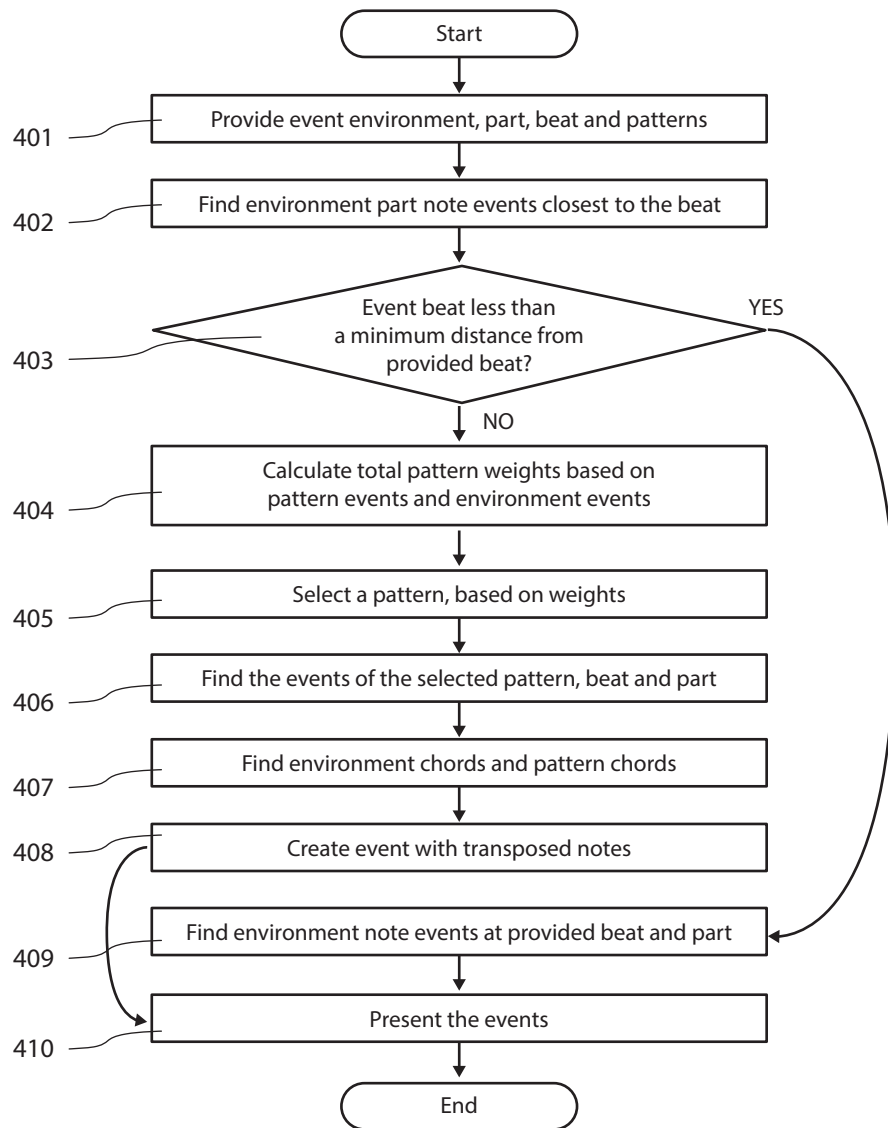 Start
401
Provide event environment, part, beat and patterns
402
Find environment part note events closest to the beat
403
Event beat less than
a minimum distance from
provided beat?
YES
NO
404
Calculate total pattern weights based on
pattern events and environment events
405
Select a pattern, based on weights
406
Find the events of the selected pattern, beat and part
407
Find environment chords and pattern chords
408
Create event with transposed notes
409
Find environment note events at provided beat and part
410
Present the events
End